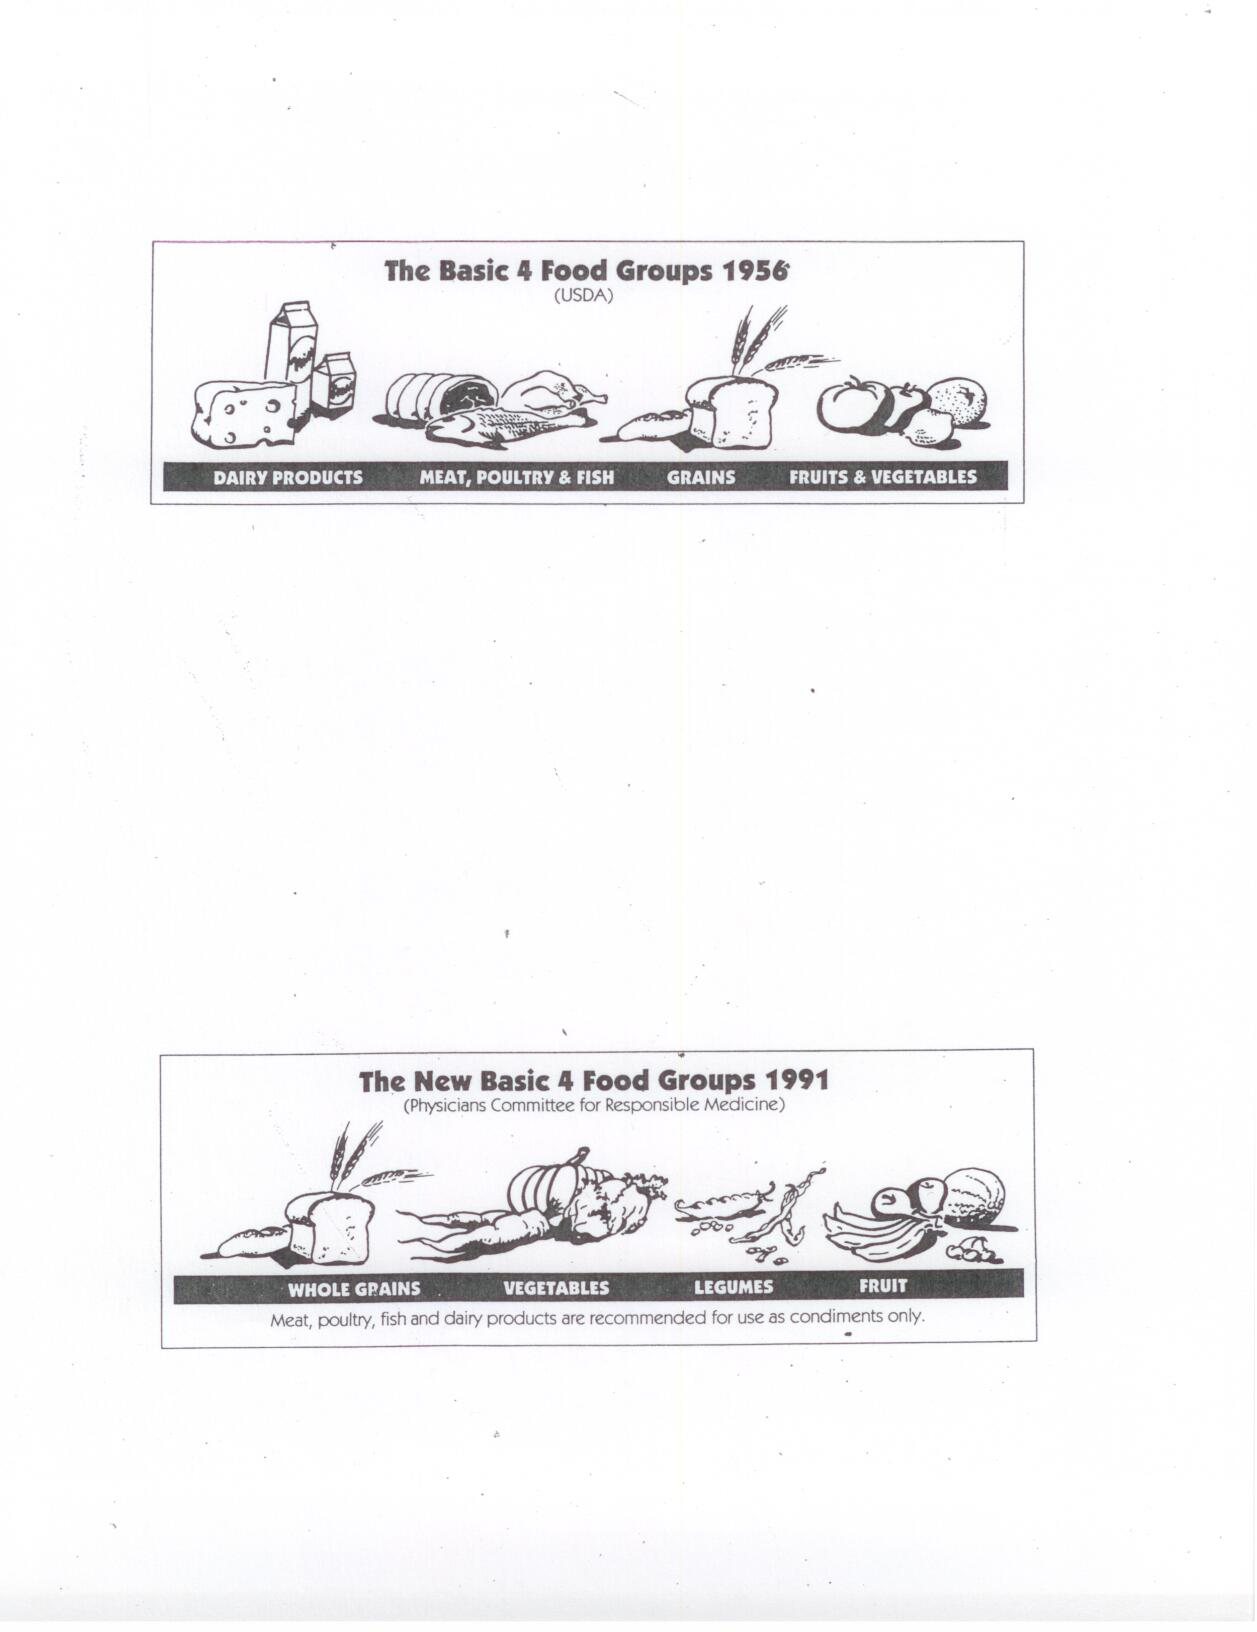 The Basic 4 Food Groups 1956
(USDA)
DAIRY PRODUCTS MEAT, POULTRY & FISH GRAINS FRUITS & VEGETABLES
The New Basic 4 Food Groups 1991
(Physicians Committee for Responsible Medicine)
WHOLE GRAINS VEGETABLES LEGUMES FRUIT
Meat, poultry, fish and dairy products are recommended for use as condiments only.